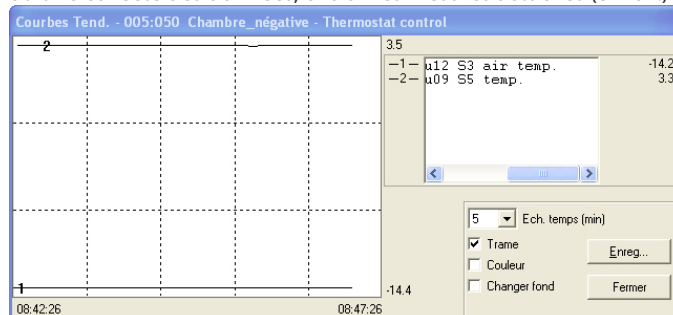 Courbes Tend. - 005:050 Chambre_négative - Thermostat control
2
3.5
—1— u12 S3 air temp. -14.2
—2— u09 S5 temp. 3.3
5 Ech. temps (min)
Trame
Enreg...
Couleur
Changer fond
Fermer
1
-14.4
08:42:26 08:47:26